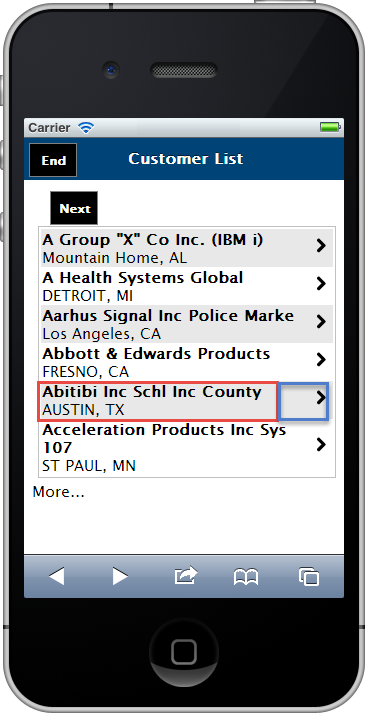 Carrier
End
Customer List
Next
A Group "X" Co Inc. (IBM i)
Mountain Home, AL
A Health Systems Global
DETROIT, MI
Aarhus Signal Inc Police Marke
Los Angeles, CA
Abbott & Edwards Products
FRESNO, CA
Abitibi Inc Schl Inc County
AUSTIN, TX
Acceleration Products Inc Sys
107
ST PAUL, MN
More...